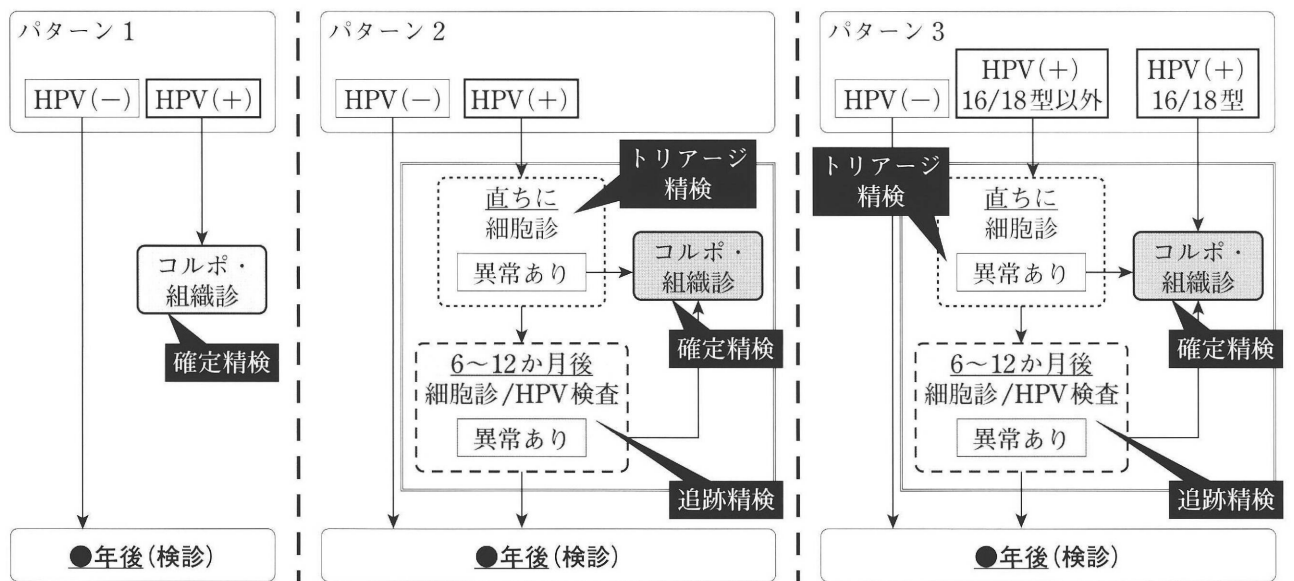 パターン 1
HPV(−)
HPV(+)
コルポ・
組織診
確定精検
●年後(検診)
パターン 2
HPV(−)
HPV(+)
トリアージ
精検
直ちに
細胞診
異常あり
コルポ・
組織診
確定精検
6〜12か月後
細胞診/HPV検査
異常あり
追跡精検
●年後(検診)
パターン 3
HPV(−)
HPV(+)
16/18型以外
HPV(+)
16/18型
トリアージ
精検
直ちに
細胞診
異常あり
コルポ・
組織診
確定精検
6〜12か月後
細胞診/HPV検査
異常あり
追跡精検
●年後(検診)